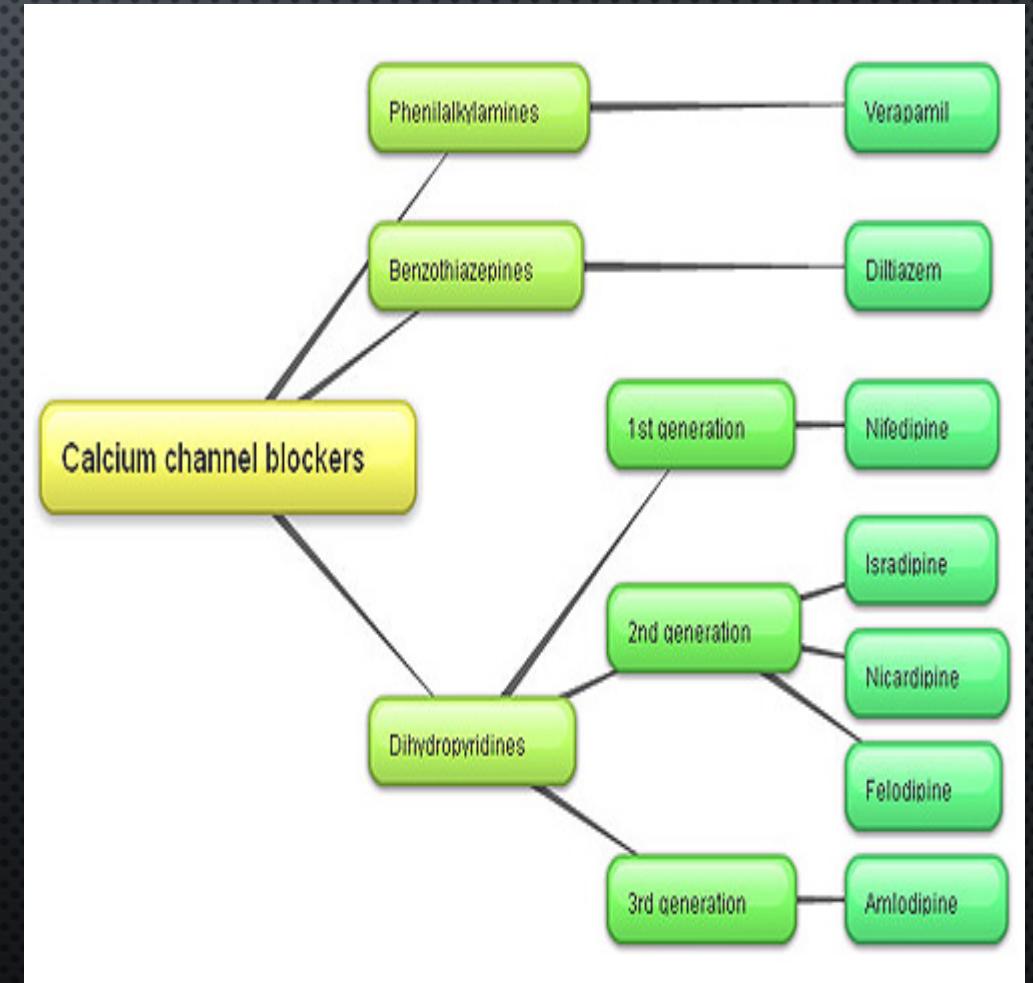 Phenilalkylamines
Verapamil
Benzothiazepines
Diltiazem
Calcium channel blockers
1st generation
Nifedipine
Isradipine
2nd generation
Nicardipine
Dihydropyridines
Felodipine
3rd generation
Amlodipine